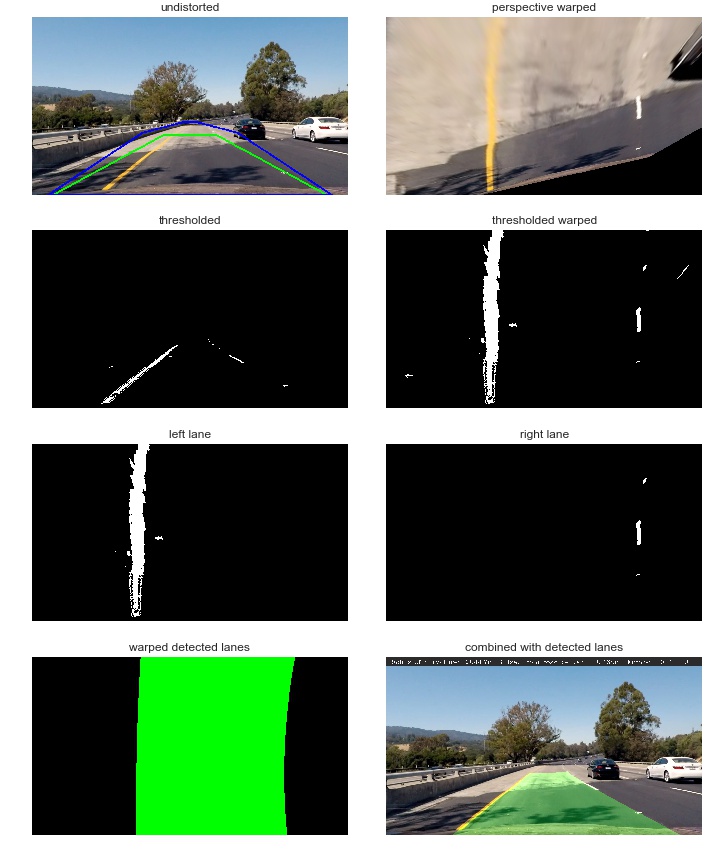 undistorted
perspective warped
thresholded
thresholded warped
left lane
right lane
warped detected lanes
combined with detected lanes